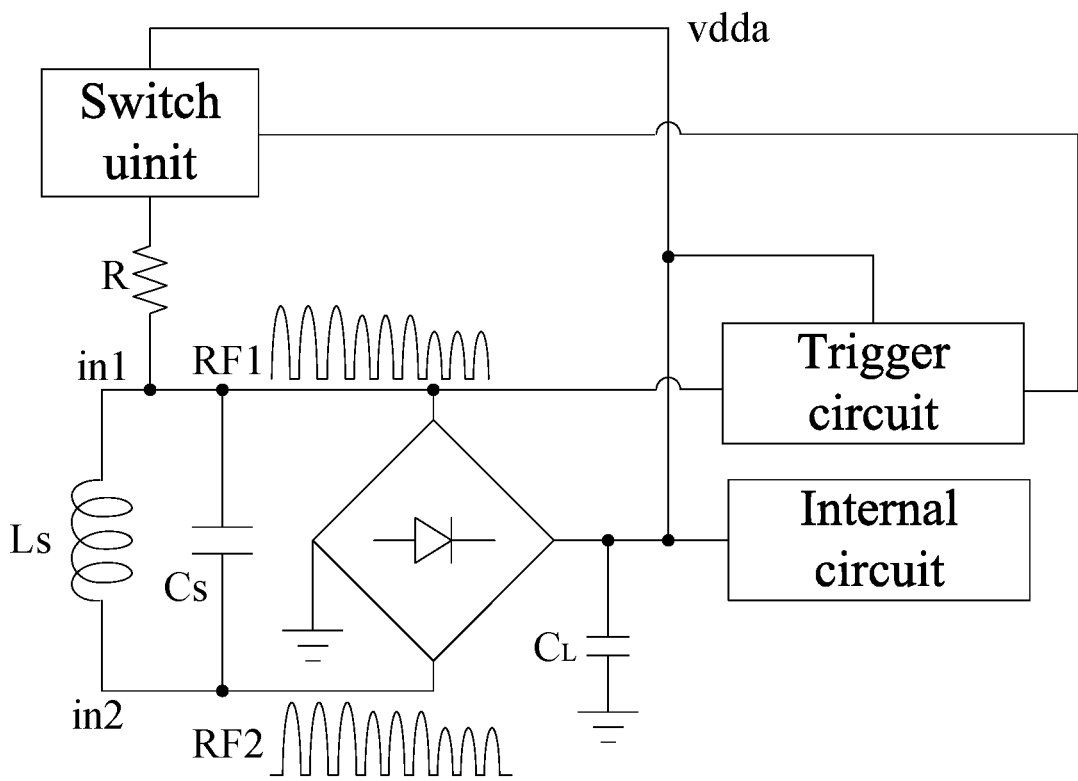 vdda
Switch
uinit
R
in1
RF1
Trigger
circuit
Ls
Cs
Internal
circuit
CL
in2
RF2